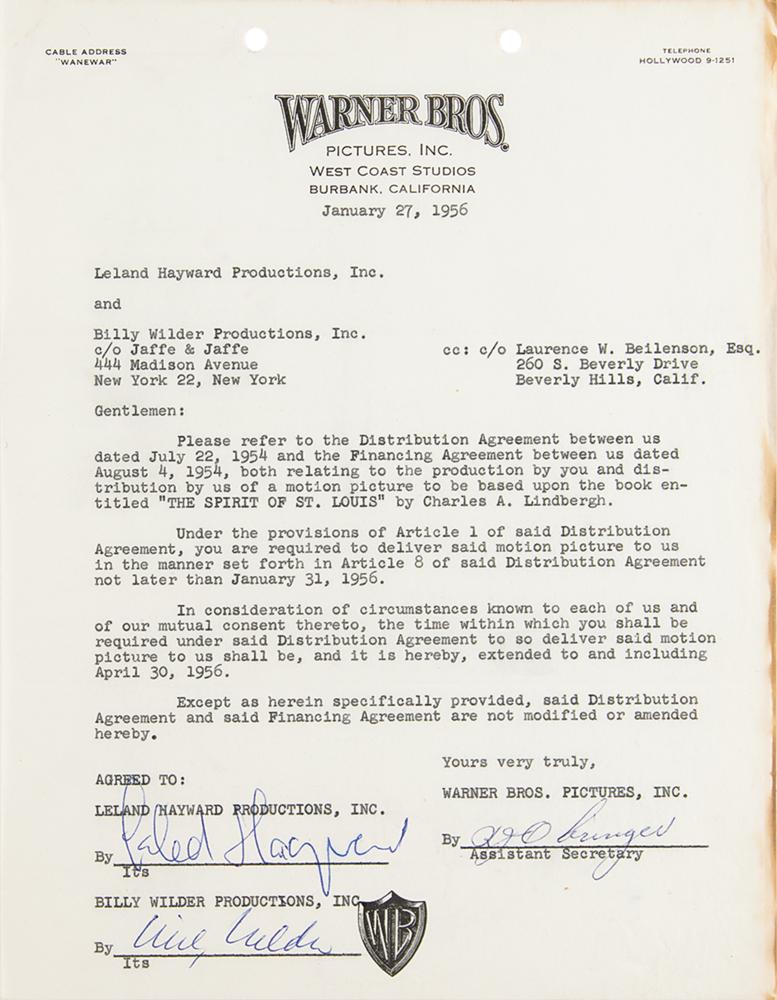 CABLE ADDRESS
"WANEWAR"
TELEPHONE
HOLLYWOOD 9-1251
WARNER BROS.
PICTURES, INC.
WEST COAST STUDIOS
BURBANK, CALIFORNIA
January 27, 1956
Leland Hayward Productions, Inc.
and
Billy Wilder Productions, Inc.
c/o Jaffe & Jaffe
444 Madison Avenue
New York 22, New York
cc: c/o Laurence W. Beilenson, Esq.
260 S. Beverly Drive
Beverly Hills, Calif.
Gentlemen:
Please refer to the Distribution Agreement between us
dated July 22, 1954 and the Financing Agreement between us dated
August 4, 1954, both relating to the production by you and dis-
tribution by us of a motion picture to be based upon the book en-
titled "THE SPIRIT OF ST. LOUIS" by Charles A. Lindbergh.
Under the provisions of Article 1 of said Distribution
Agreement, you are required to deliver said motion picture to us
in the manner set forth in Article 8 of said Distribution Agreement
not later than January 31, 1956.
In consideration of circumstances known to each of us and
of our mutual consent thereto, the time within which you shall be
required under said Distribution Agreement to so deliver said motion
picture to us shall be, and it is hereby, extended to and including
April 30, 1956.
Except as herein specifically provided, said Distribution
Agreement and said Financing Agreement are not modified or amended
hereby.
Yours very truly,
AGREED TO:
WARNER BROS. PICTURES, INC.
LELAND HAYWARD PRODUCTIONS, INC.
By
Assistant Secretary
By Leland Hayward
It's
BILLY WILDER PRODUCTIONS, INC.
WB
By Billy Wilder
Its